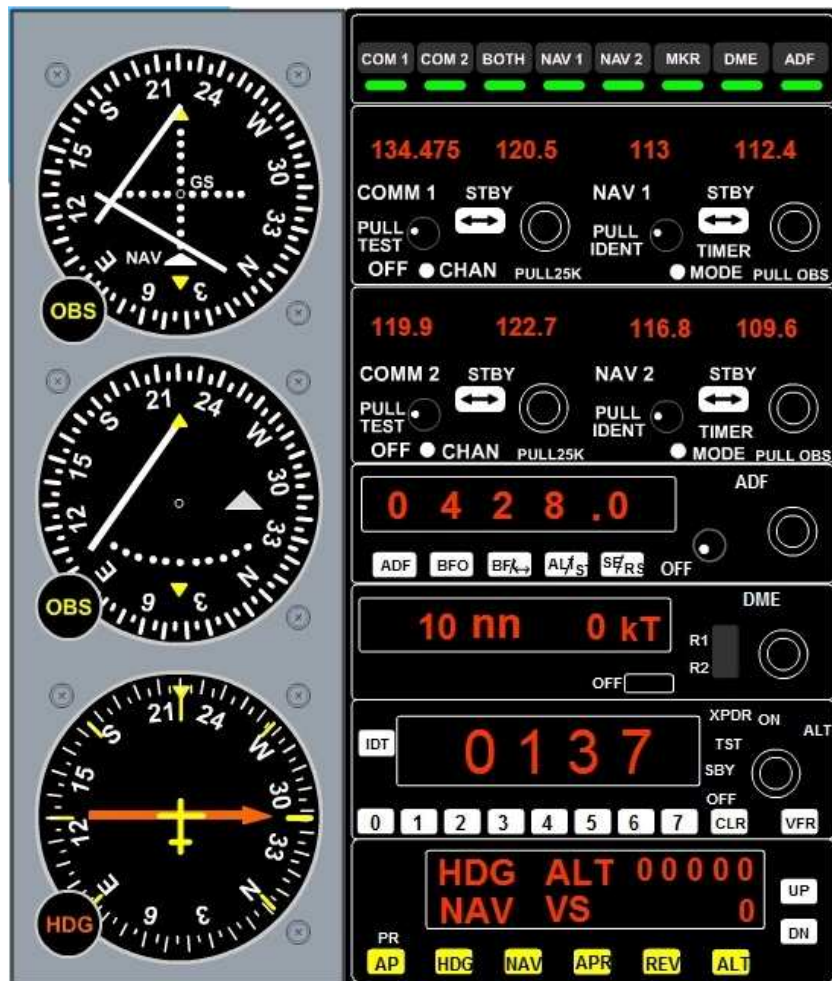 21 24 W 30 33 N 3 6 E 12 15 S
GS
NAV
OBS
21 24 W 30 33 N 3 6 E 12 15 S
OBS
21 24 W 30 33 N 3 6 E 12 15 S
HDG
COM 1 COM 2 BOTH NAV 1 NAV 2 MKR DME ADF
134.475 120.5 113 112.4
COMM 1 STBY NAV 1 STBY
PULL TEST PULL IDENT TIMER
OFF CHAN PULL25K MODE PULL OBS
119.9 122.7 116.8 109.6
COMM 2 STBY NAV 2 STBY
PULL TEST PULL IDENT TIMER
OFF CHAN PULL25K MODE PULL OBS
ADF
0 4 2 8 .0
ADF BFO OFF
DME
10 nn 0 kT
R1
R2
OFF
XPDR ON ALT
IDT 0 1 3 7 TST
SBY
OFF
0 1 2 3 4 5 6 7 CLR VFR
HDG ALT 00000
NAV VS 0
UP
DN
PR
AP HDG NAV APR REV ALT